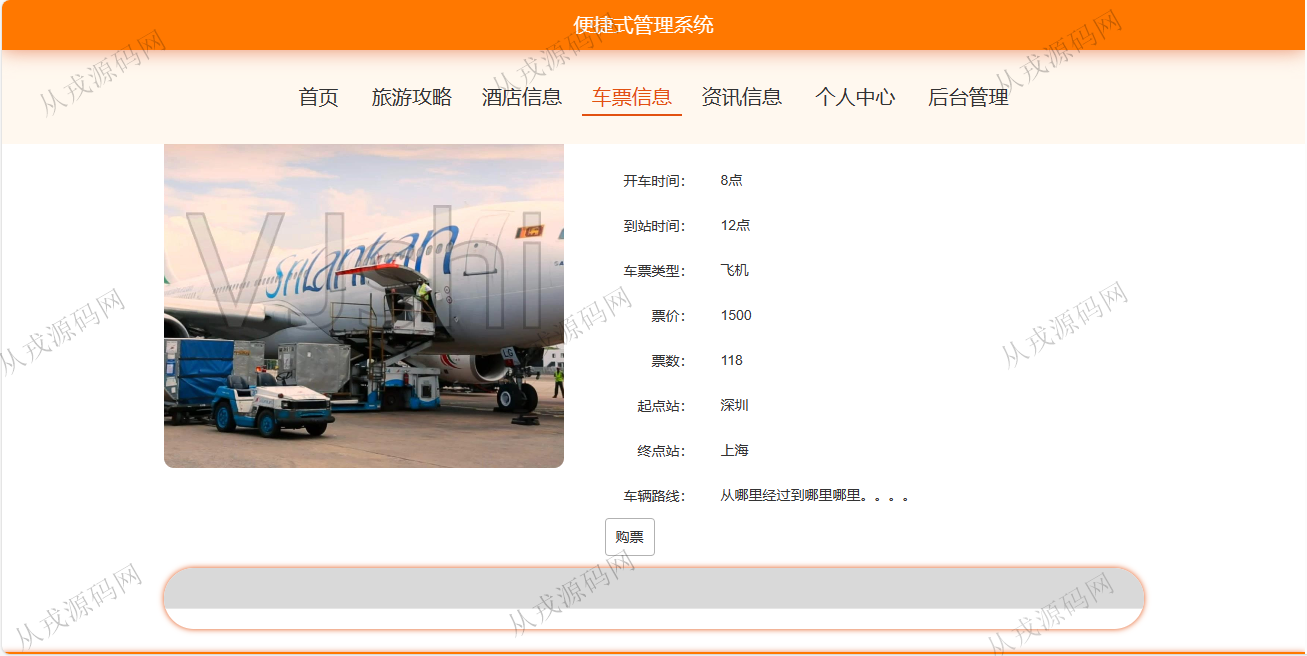 便捷式管理系统
首页 旅游攻略 酒店信息 车票信息 资讯信息 个人中心 后台管理
开车时间： 8点
到站时间： 12点
车票类型： 飞机
票价： 1500
票数： 118
起点站： 深圳
终点站： 上海
车辆路线： 从哪里经过到哪里哪里。。。。
购票
SriLankan
VJshi
LG
从戎源码网
从戎源码网
从戎源码网
从戎源码网
从戎源码网
从戎源码网
从戎源码网
从戎源码网
从戎源码网